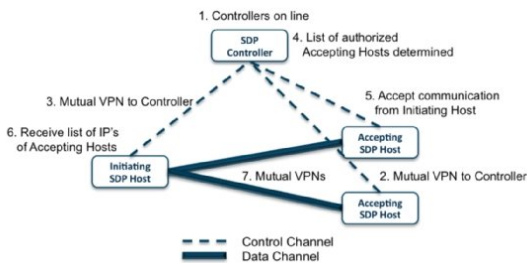 1. Controllers on line
SDP
Controller
4. List of authorized
Accepting Hosts determined
3. Mutual VPN to Controller
5. Accept communication
from Initiating Host
6. Receive list of IP's
of Accepting Hosts
Accepting
SDP Host
Initiating
SDP Host
7. Mutual VPNs
2. Mutual VPN to Controller
Accepting
SDP Host
Control Channel
Data Channel